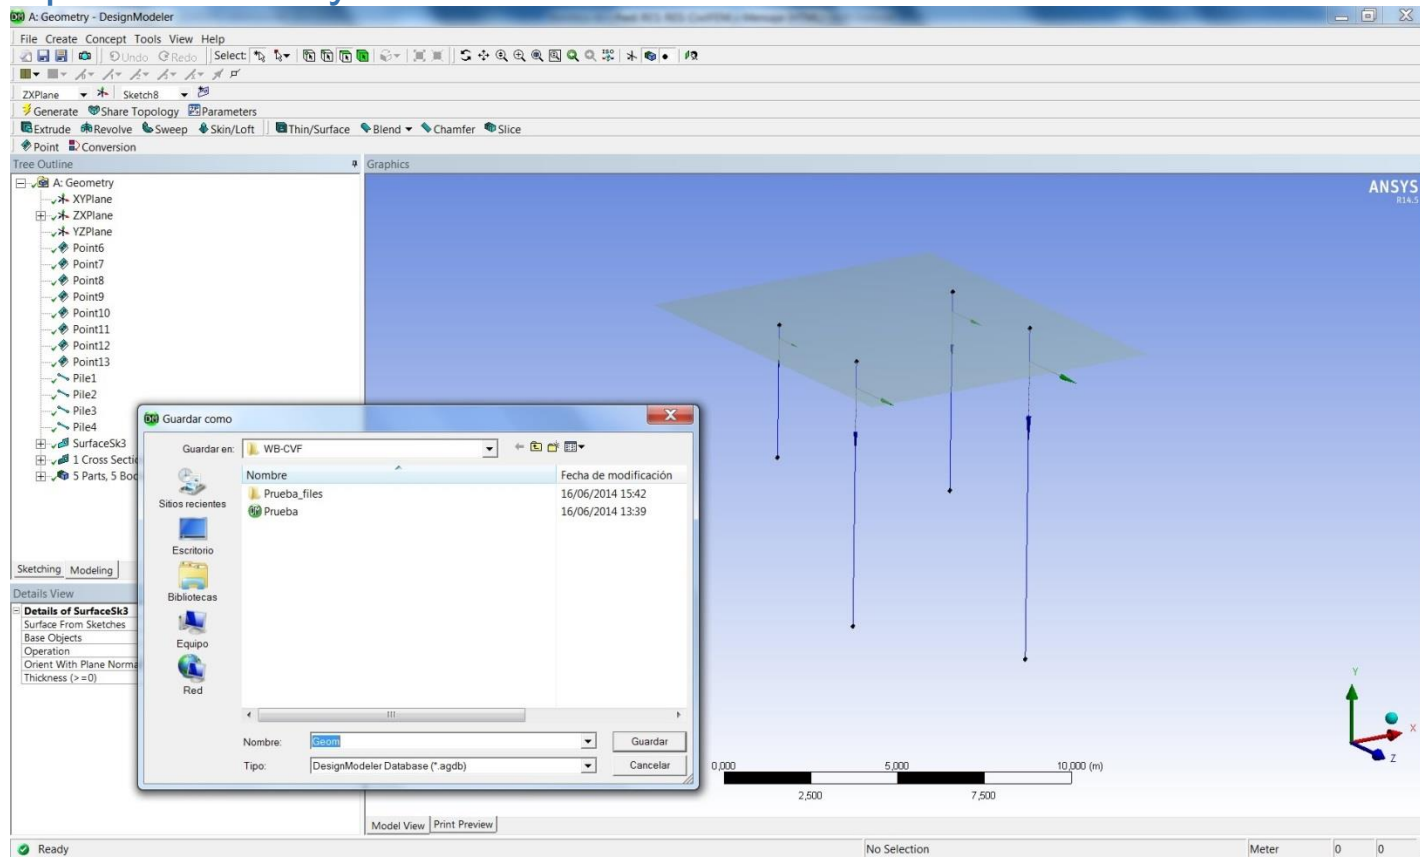 A: Geometry - DesignModeler
File Create Concept Tools View Help
Undo Redo Select:
ZXPlane Sketch8
Generate Share Topology Parameters
Extrude Revolve Sweep Skin/Loft Thin/Surface Blend Chamfer Slice
Point Conversion
Tree Outline
Graphics
A: Geometry
XYPlane
ZXPlane
YZPlane
Point6
Point7
Point8
Point9
Point10
Point11
Point12
Point13
Pile1
Pile2
Pile3
Pile4
SurfaceSk3
1 Cross Secti
5 Parts, 5 Bo
Sketching Modeling
Details View
Details of SurfaceSk3
Surface From Sketches
Base Objects
Operation
Orient With Plane Norma
Thickness (>=0)
Guardar como
Guardar en: WB-CVF
Nombre Fecha de modificación
Prueba_files 16/06/2014 15:42
Prueba 16/06/2014 13:39
Sitios recientes
Escritorio
Bibliotecas
Equipo
Red
Nombre: Geom Guardar
Tipo: DesignModeler Database (*.agdb) Cancelar
ANSYS
R14.5
Y
X
Z
0,000 5,000 10,000 (m)
2,500 7,500
Model View Print Preview
Ready No Selection Meter 0 0